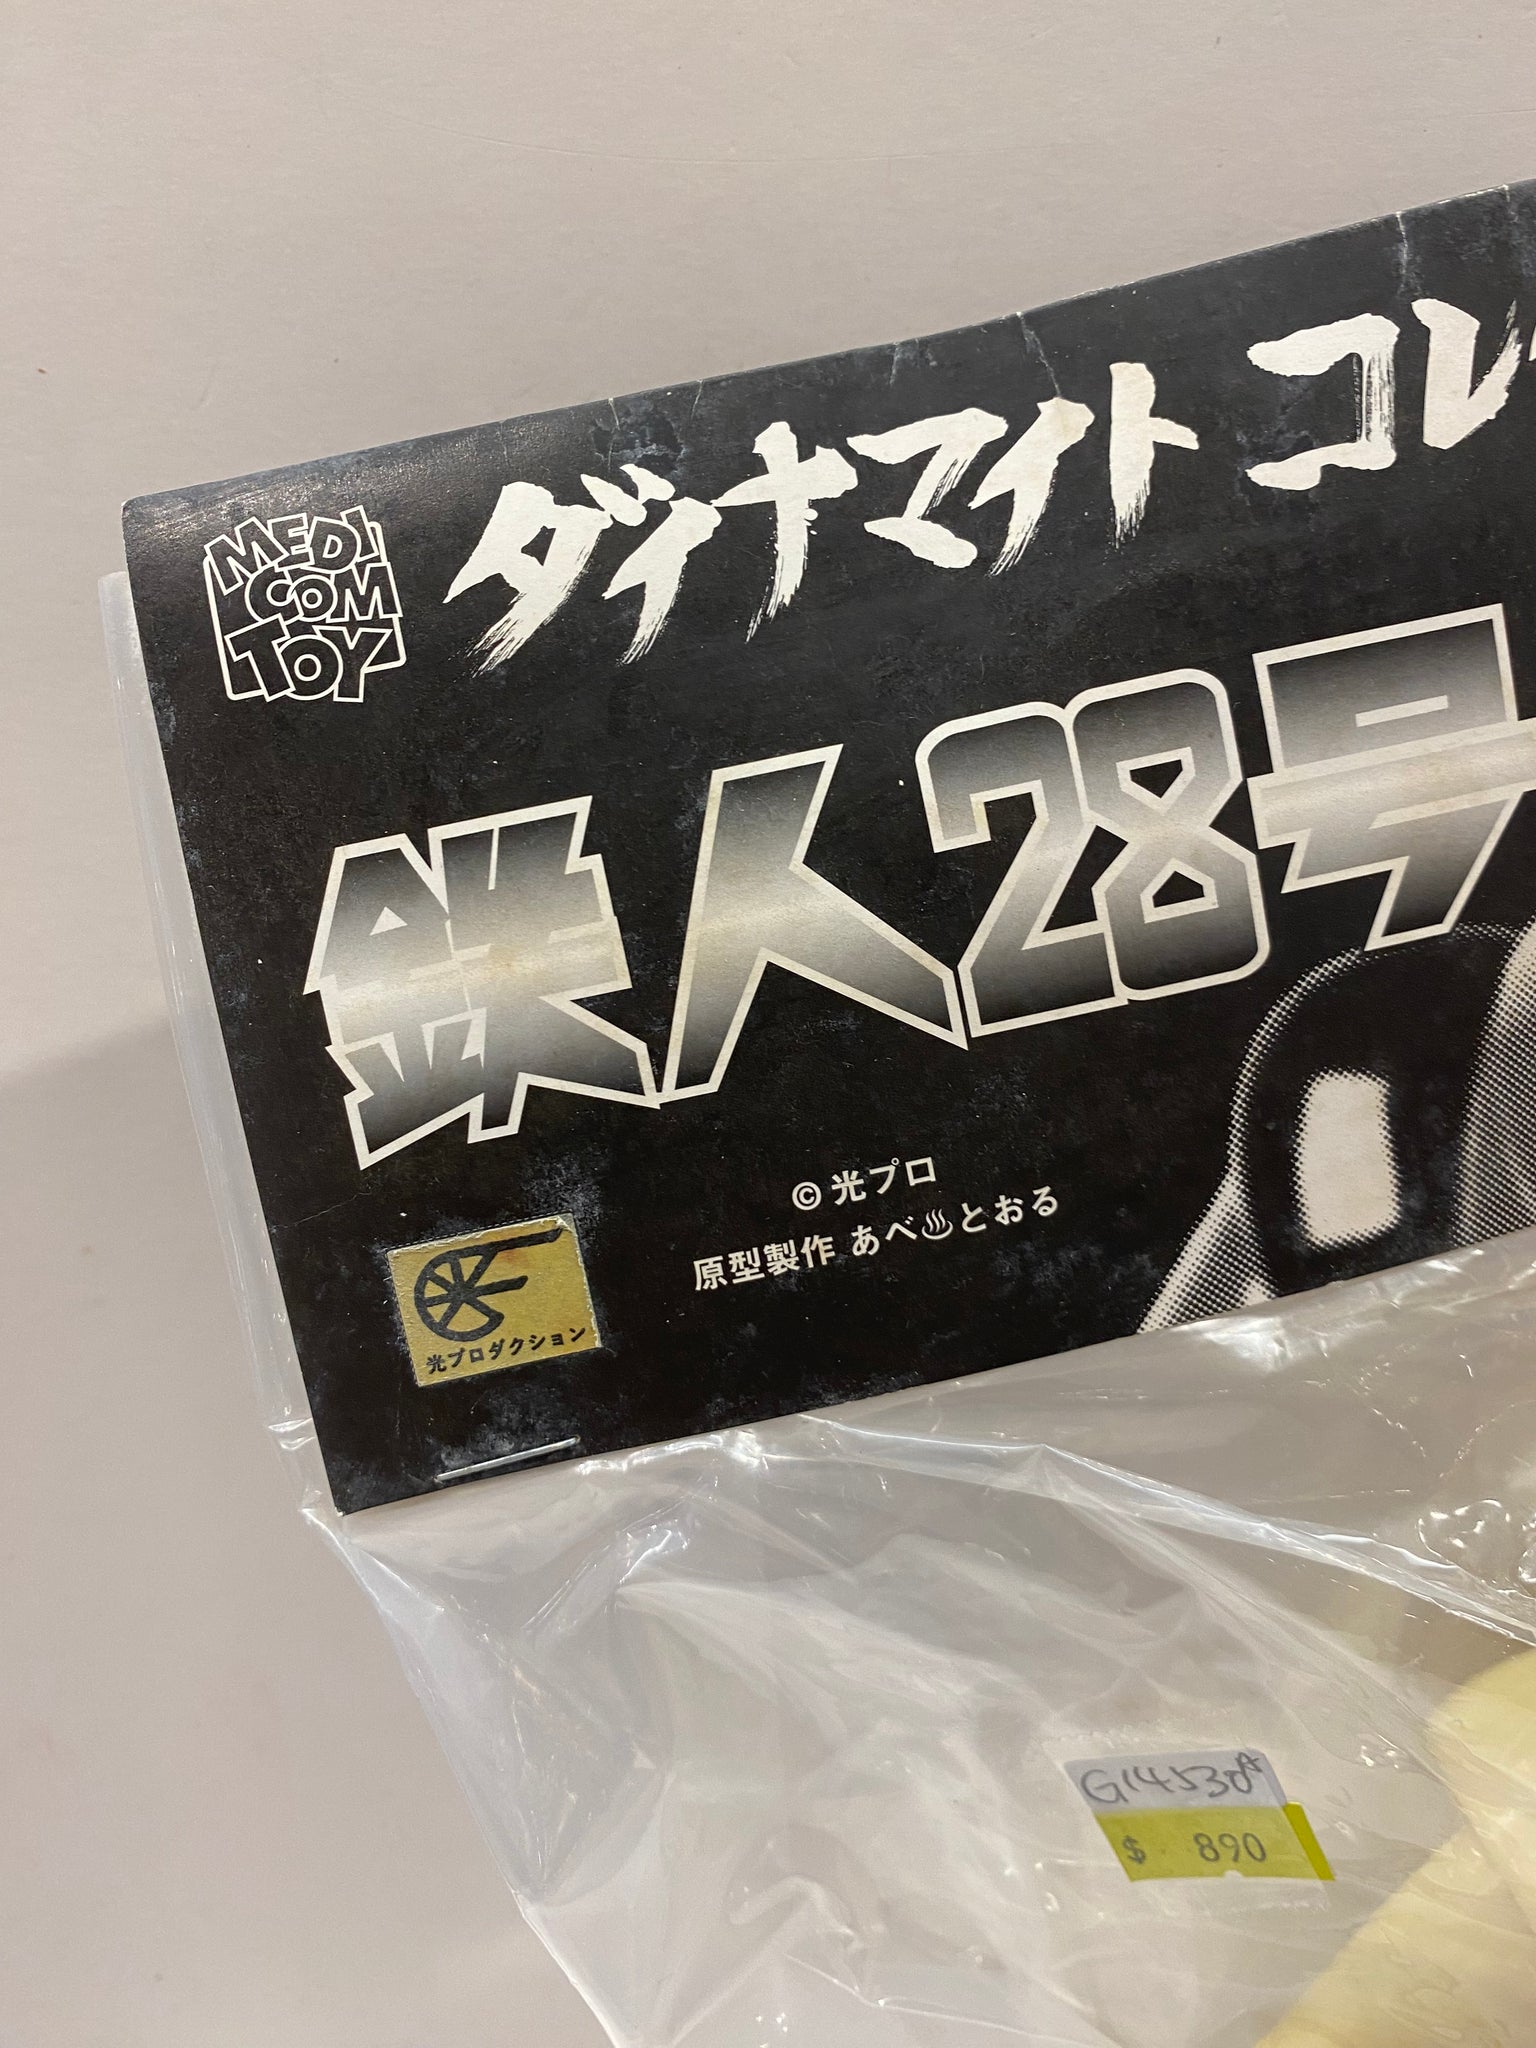 ダイナマイト コレ
MEDI
COM
TOY
鉄人28号
© 光プロ
原型製作 あべ♨とおる
光プロダクション
G14530A
$ 890